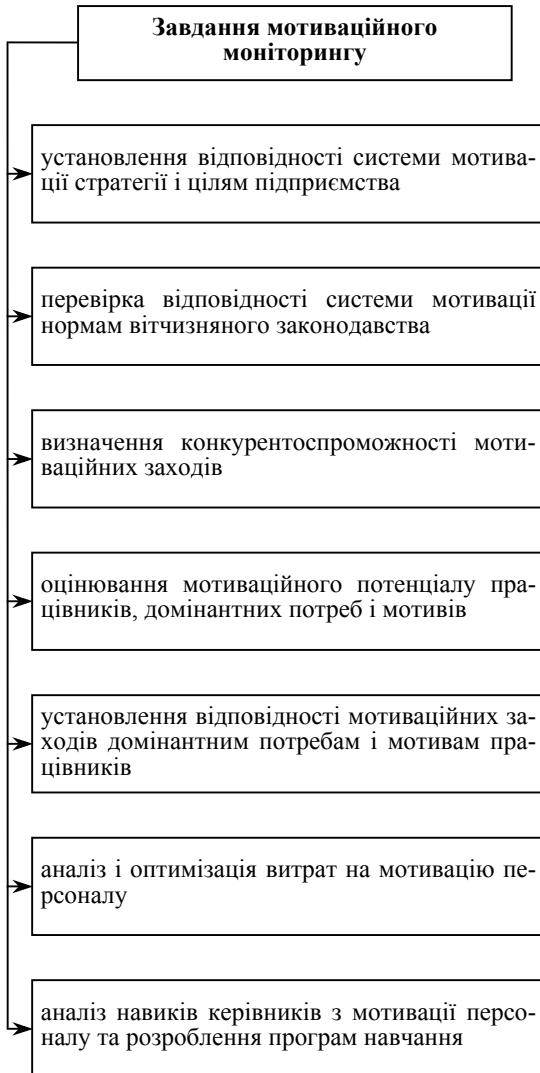 Завдання мотиваційного
моніторингу
установлення відповідності системи мотива-
ції стратегії і цілям підприємства
перевірка відповідності системи мотивації
нормам вітчизняного законодавства
визначення конкурентоспроможності моти-
ваційних заходів
оцінювання мотиваційного потенціалу пра-
цівників, домінантних потреб і мотивів
установлення відповідності мотиваційних за-
ходів домінантним потребам і мотивам пра-
цівників
аналіз і оптимізація витрат на мотивацію пе-
рсоналу
аналіз навиків керівників з мотивації персо-
налу та розроблення програм навчання